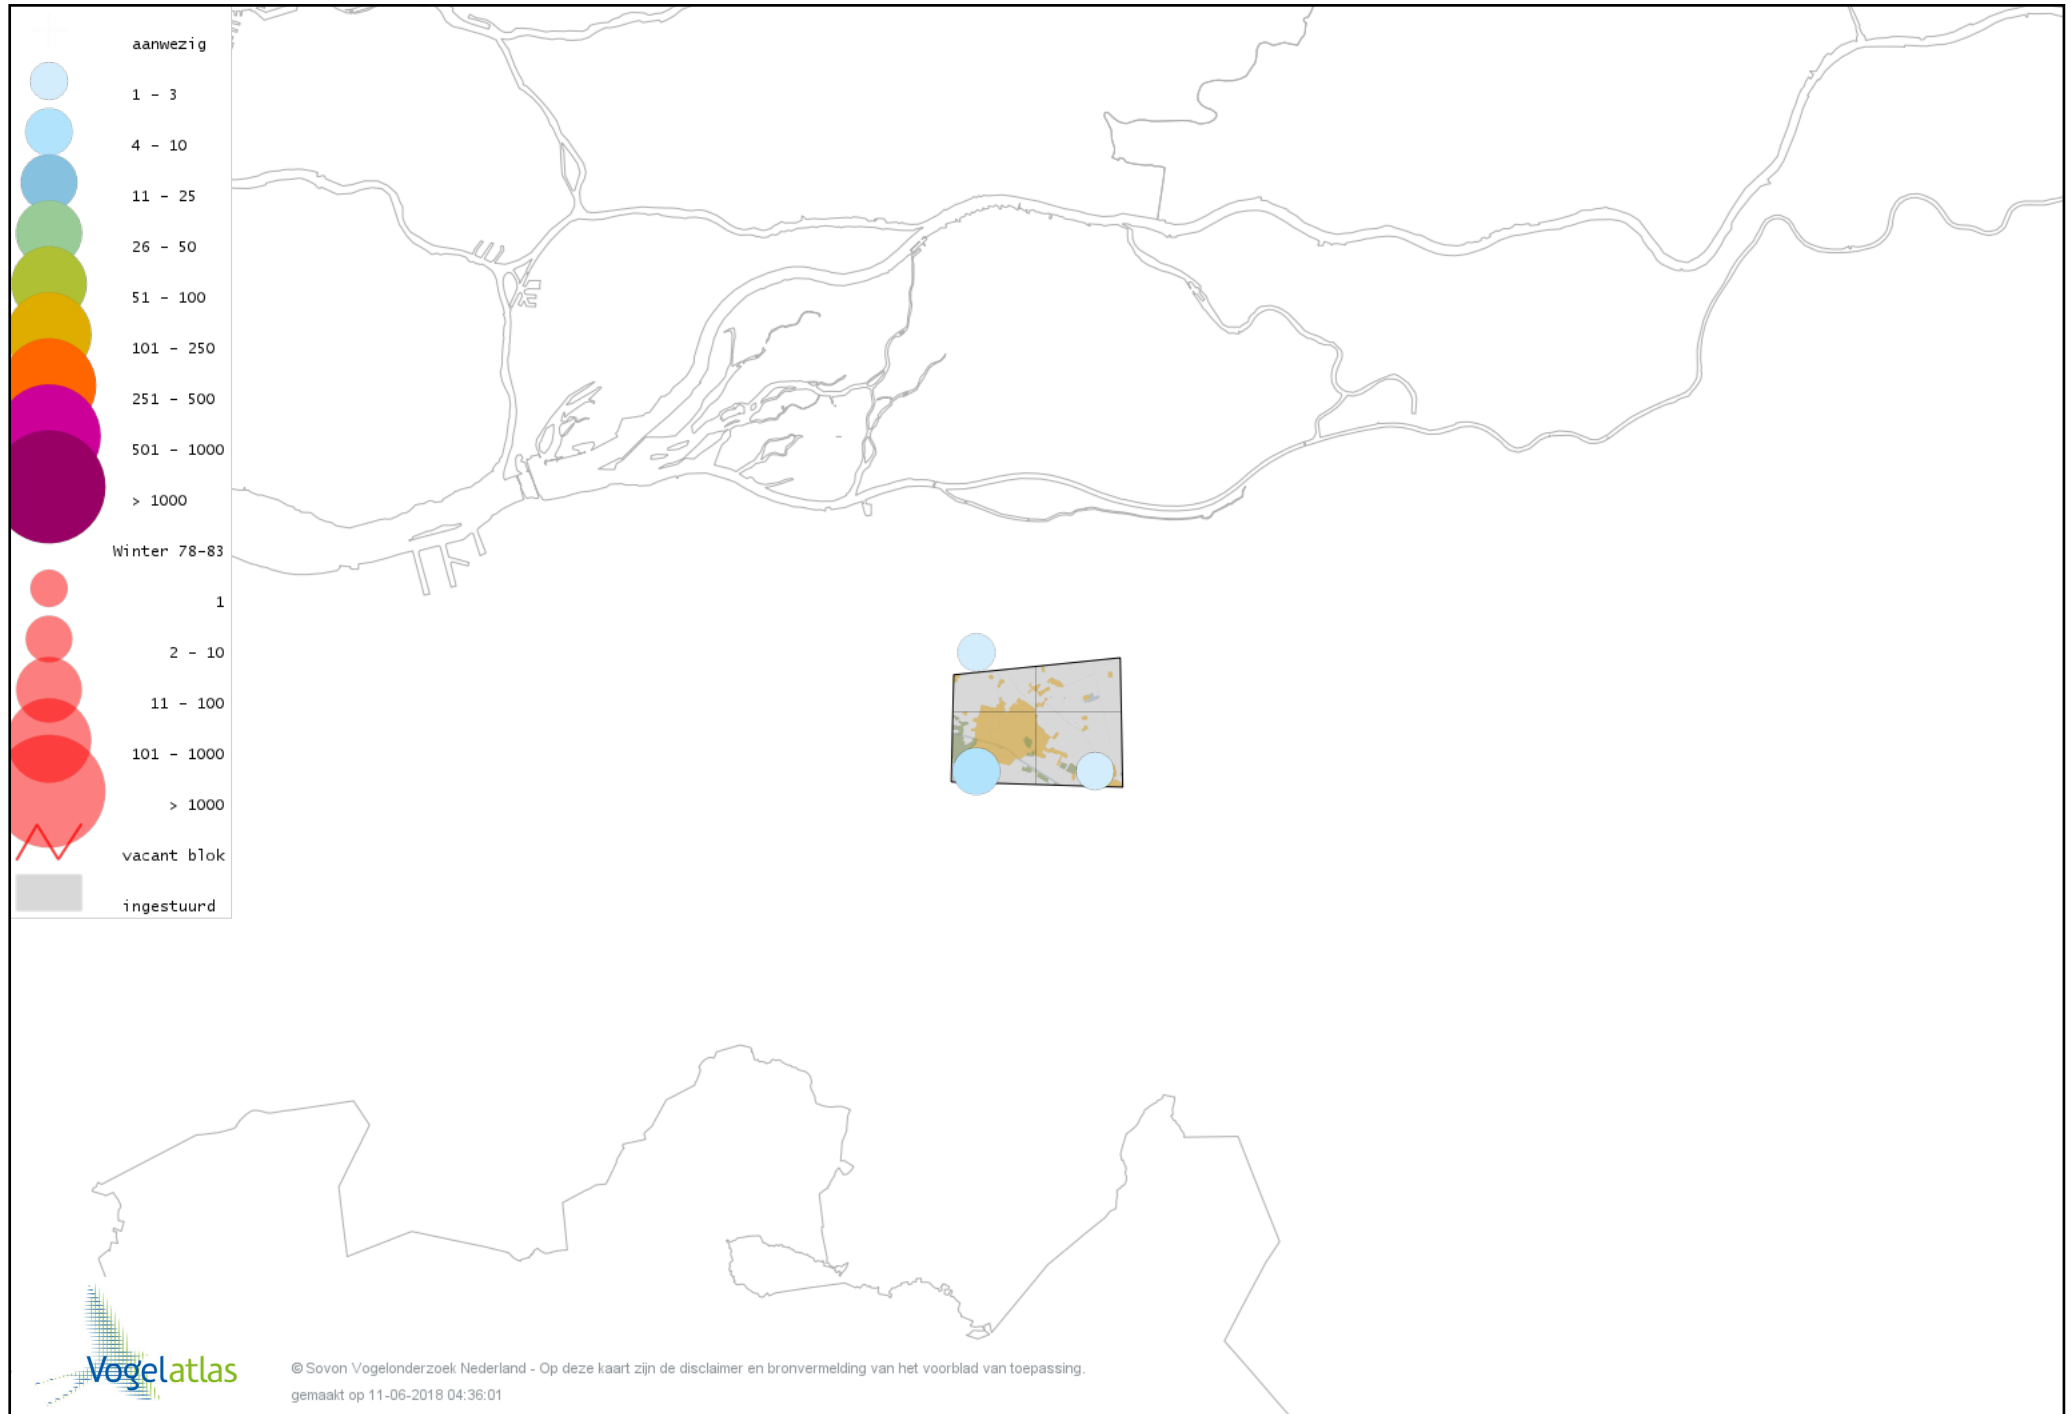 aanwezig
1 - 3
4 - 10
11 - 25
26 - 50
51 - 100
101 - 250
251 - 500
501 - 1000
> 1000
Winter 78-83
1
2 - 10
11 - 100
101 - 1000
> 1000
vacant blok
ingestuurd
Vogelatlas
© Sovon Vogelonderzoek Nederland - Op deze kaart zijn de disclaimer en bronvermelding van het voorblad van toepassing.
gemaakt op 11-06-2018 04:36:01